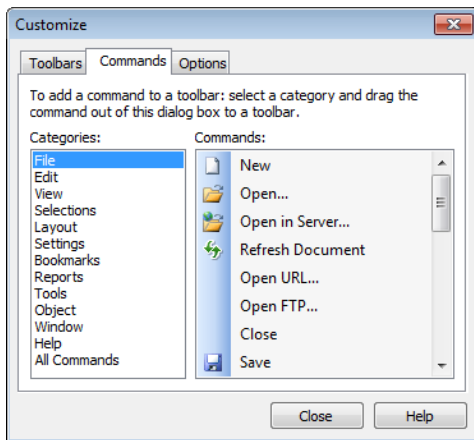 Customize
Toolbars Commands Options
To add a command to a toolbar: select a category and drag the
command out of this dialog box to a toolbar.
Categories:
File
Edit
View
Selections
Layout
Settings
Bookmarks
Reports
Tools
Object
Window
Help
All Commands
Commands:
New
Open...
Open in Server...
Refresh Document
Open URL...
Open FTP...
Close
Save
Close Help